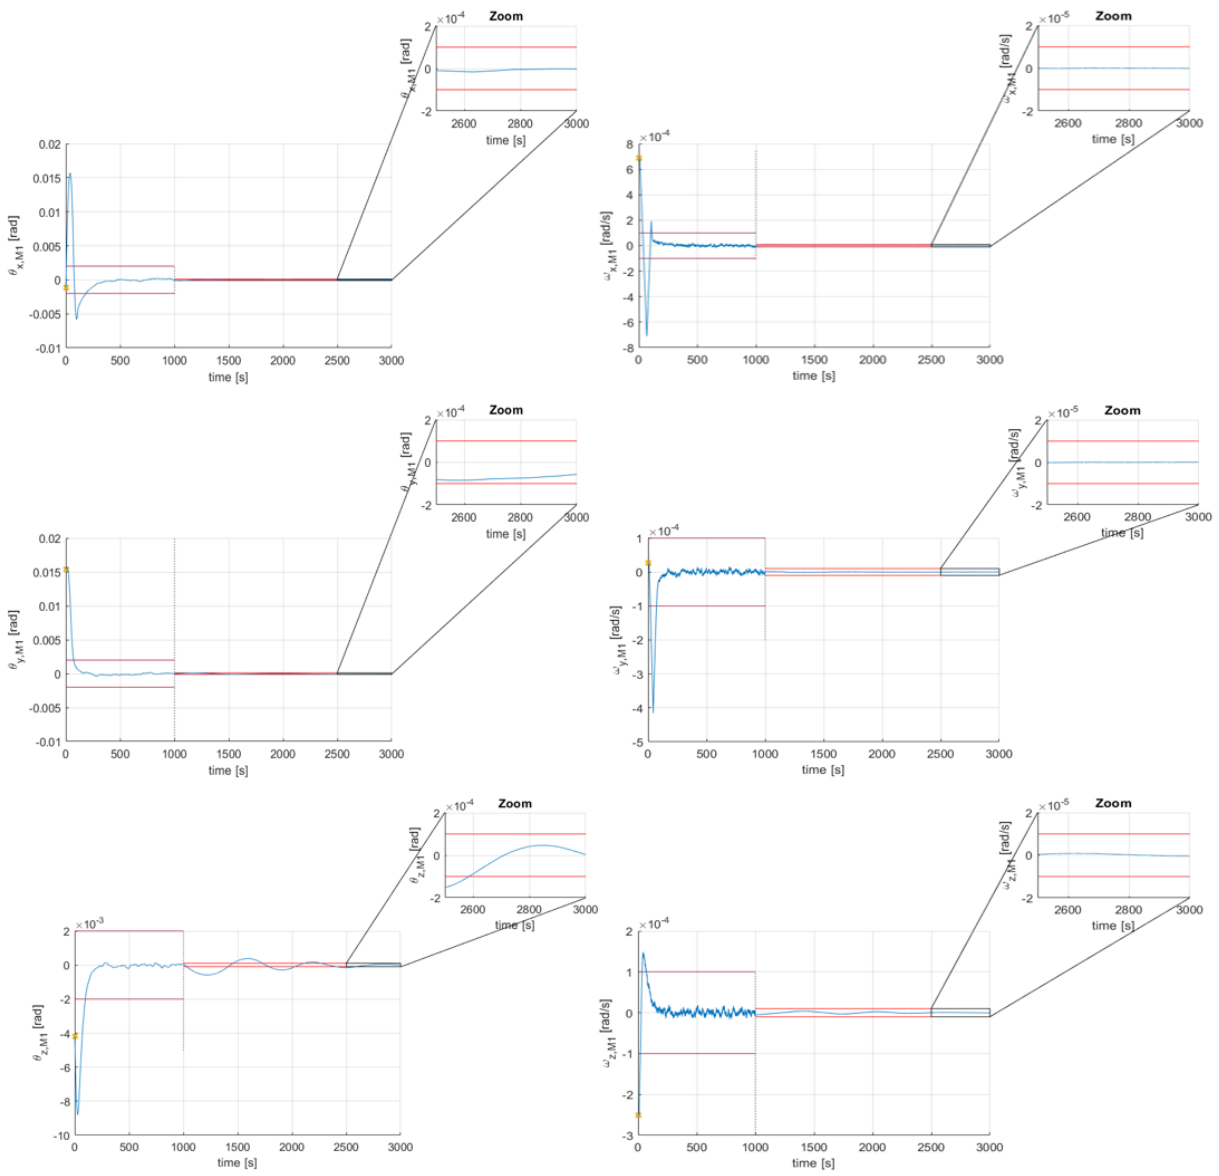 Zoom
×10⁻⁴
θx,M1 [rad]
2
0
-2
2600 2800 3000
time [s]
Zoom
×10⁻⁵
ωx,M1 [rad/s]
2
0
-2
2600 2800 3000
time [s]
θx,M1 [rad]
0.02
0.015
0.01
0.005
0
-0.005
-0.01
0 500 1000 1500 2000 2500 3000
time [s]
×10⁻⁴
ωx,M1 [rad/s]
8
6
4
2
0
-2
-4
-6
-8
0 500 1000 1500 2000 2500 3000
time [s]
Zoom
×10⁻⁴
θy,M1 [rad]
2
0
-2
2600 2800 3000
time [s]
Zoom
×10⁻⁵
ωy,M1 [rad/s]
2
0
-2
2600 2800 3000
time [s]
θy,M1 [rad]
0.02
0.015
0.01
0.005
0
-0.005
-0.01
0 500 1000 1500 2000 2500 3000
time [s]
×10⁻⁴
ωy,M1 [rad/s]
1
0
-1
-2
-3
-4
-5
0 500 1000 1500 2000 2500 3000
time [s]
Zoom
×10⁻⁴
θz,M1 [rad]
2
0
-2
2600 2800 3000
time [s]
Zoom
×10⁻⁵
ωz,M1 [rad/s]
2
0
-2
2600 2800 3000
time [s]
×10⁻³
θz,M1 [rad]
2
0
-2
-4
-6
-8
-10
0 500 1000 1500 2000 2500 3000
time [s]
×10⁻⁴
ωz,M1 [rad/s]
2
1
0
-1
-2
-3
0 500 1000 1500 2000 2500 3000
time [s]